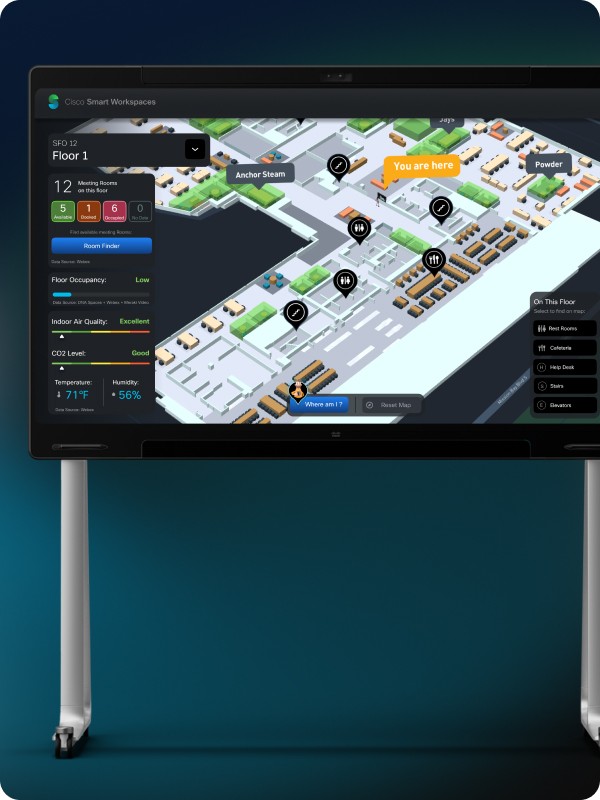 Cisco Smart Workspaces
SFO 12
Floor 1
12
Meeting Rooms
on this floor
5
Available
1
Booked
6
Occupied
0
No Data
Find available meeting Rooms:
Room Finder
Data Source: Webex
Floor Occupancy: Low
Data Source: DNA Spaces + Webex + Meraki Video
Indoor Air Quality: Excellent
CO2 Level: Good
Temperature:
71°F
Humidity:
56%
Data Source: Webex
Anchor Steam
You are here
Powder
On This Floor
Select to find on map:
Rest Rooms
Cafeteria
H Help Desk
S Stairs
E Elevators
Where am I ?
Reset Map